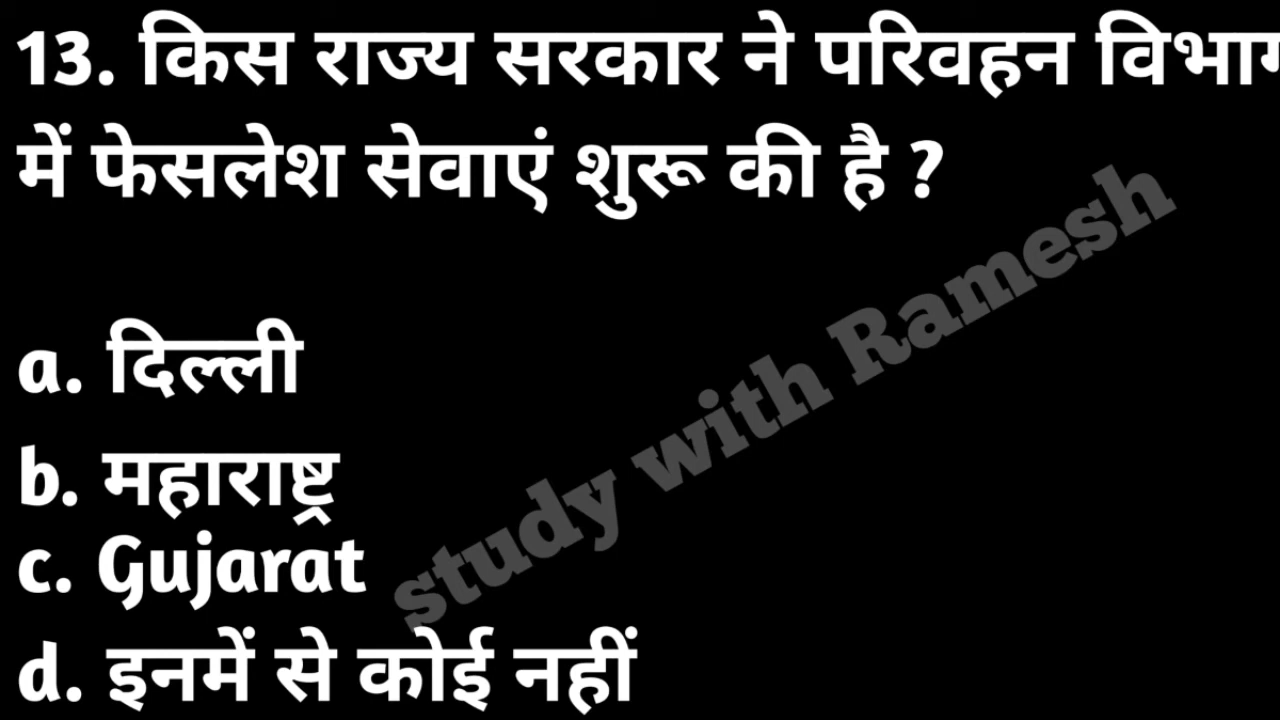 13. किस राज्य सरकार ने परिवहन विभाग
में फेसलेश सेवाएं शुरू की है ?
a. दिल्ली
b. महाराष्ट्र
c. Gujarat
d. इनमें से कोई नहीं
study with Ramesh